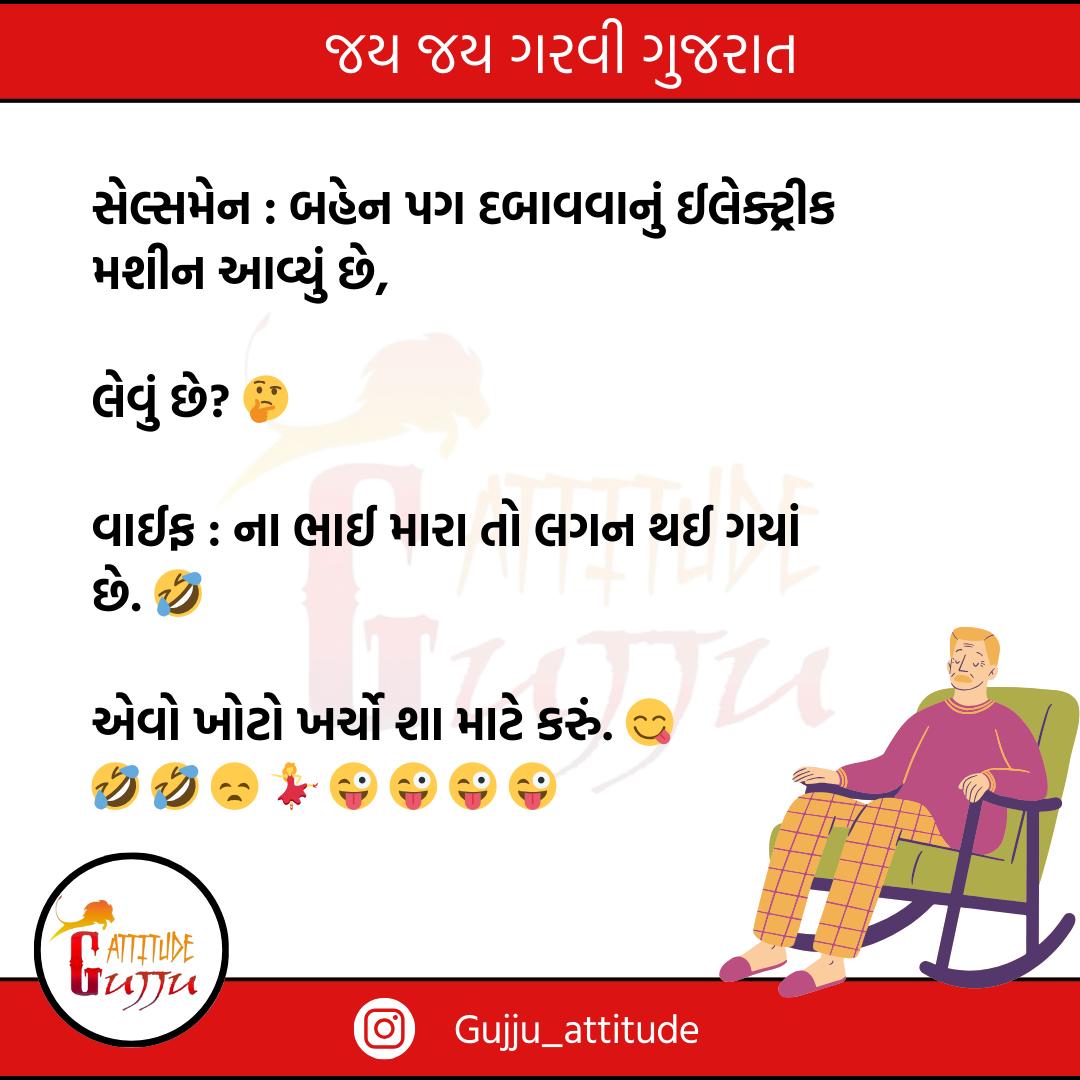 જય જય ગરવી ગુજરાત
સેલ્સમેન : બહેન પગ દબાવવાનું ઈલેક્ટ્રીક
મશીન આવ્યું છે,
લેવું છે? 🤔
વાઈફ : ના ભાઈ મારા તો લગન થઈ ગયાં
છે. 🤣
એવો ખોટો ખર્ચો શા માટે કરું. 😋
🤣 🤣 😞 💃 😜 😜 😜 😜
ATTITUDE
GUJJU
ATTITUDE
GUJJU
Gujju_attitude